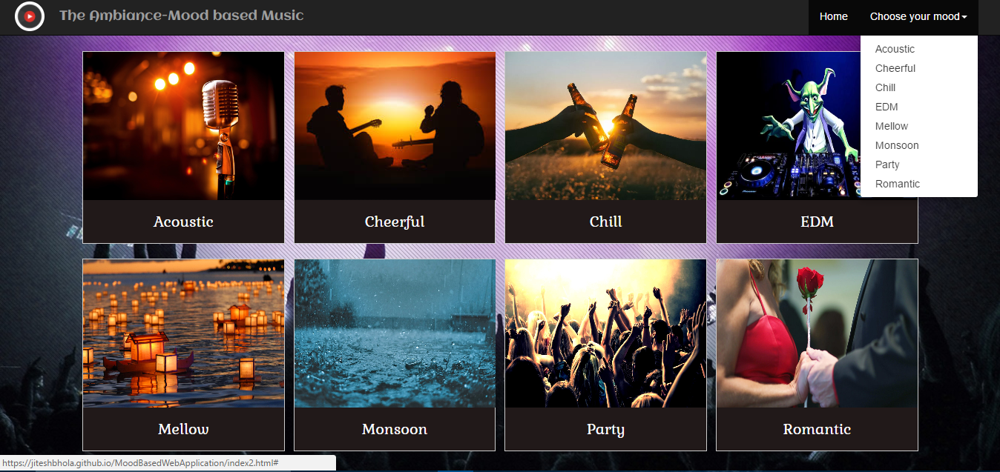 The Ambiance-Mood based Music
Home
Choose your mood
Acoustic
Cheerful
Chill
EDM
Mellow
Monsoon
Party
Romantic
Acoustic
Cheerful
Chill
EDM
Mellow
Monsoon
Party
Romantic
https://jiteshbhola.github.io/MoodBasedWebApplication/index2.html#